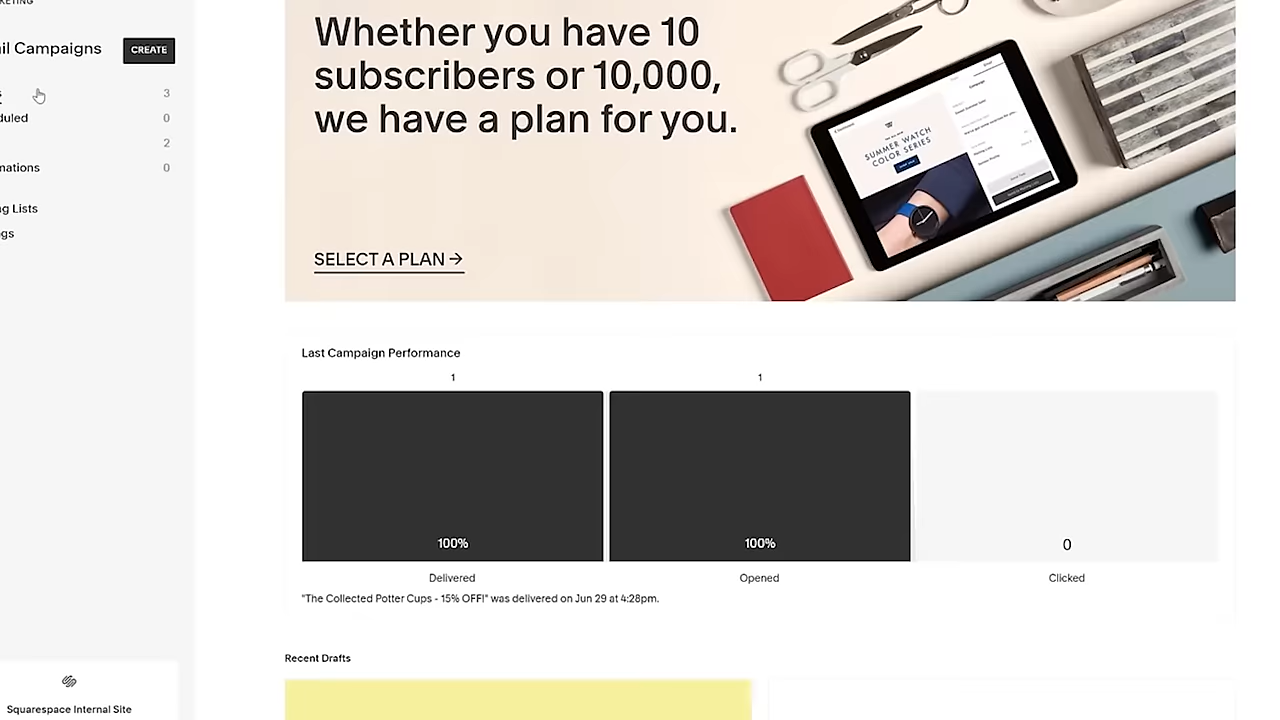 il Campaigns
CREATE
3
duled
0
2
mations
0
g Lists
gs
Squarespace Internal Site
Whether you have 10
subscribers or 10,000,
we have a plan for you.
SELECT A PLAN →
SUMMER WATCH
COLOR SERIES
Last Campaign Performance
1
1
100%
100%
0
Delivered
Opened
Clicked
"The Collected Potter Cups - 15% OFF!" was delivered on Jun 29 at 4:28pm.
Recent Drafts